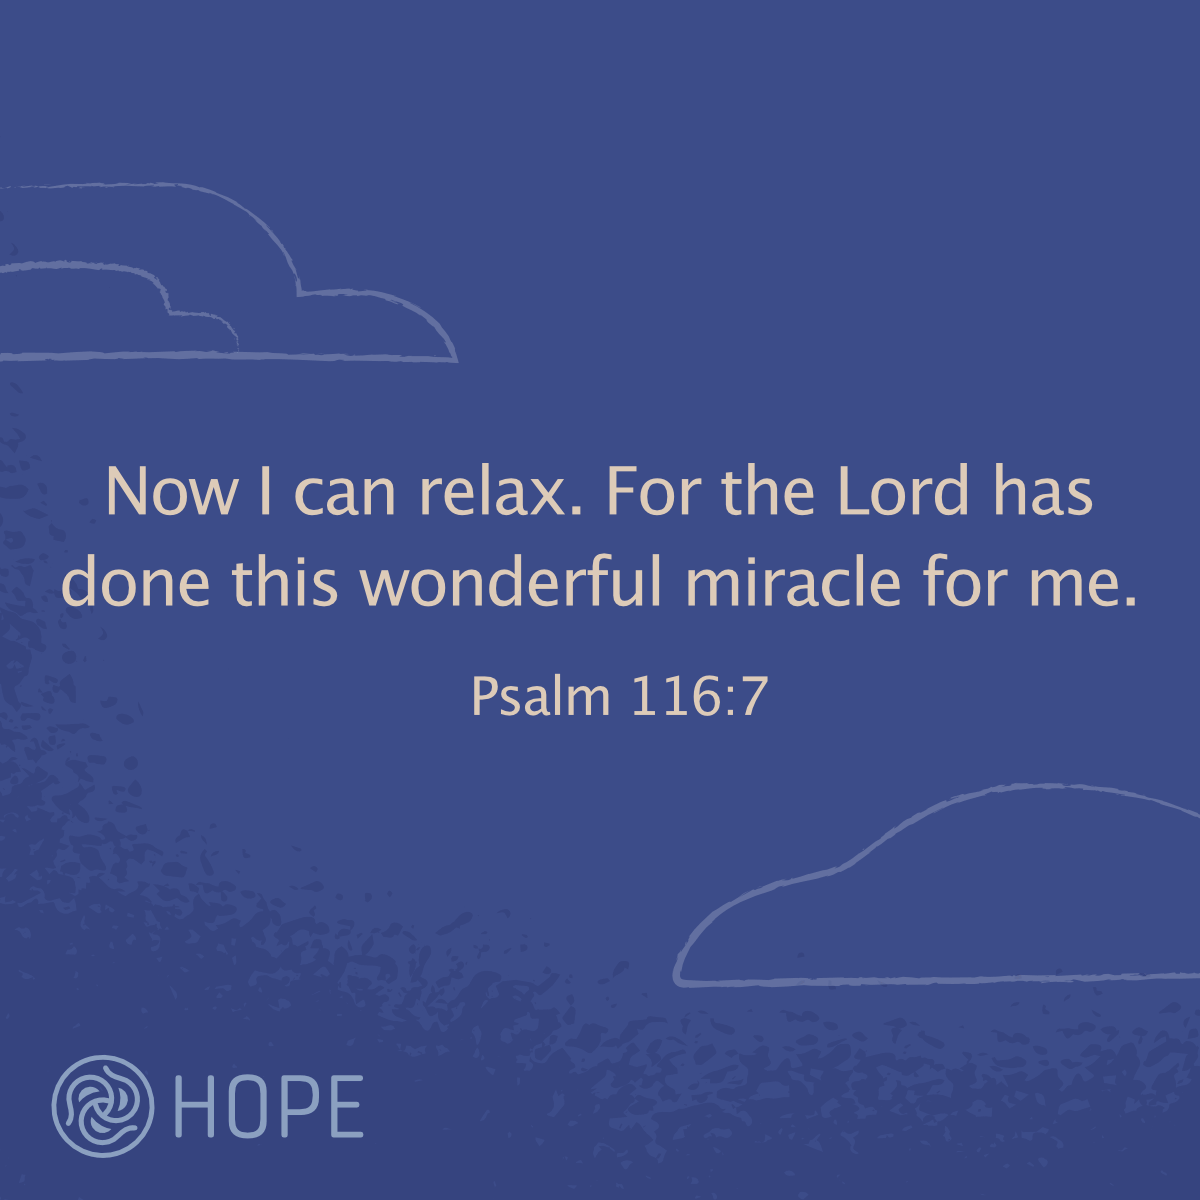 Now I can relax. For the Lord has
done this wonderful miracle for me.
Psalm 116:7
HOPE